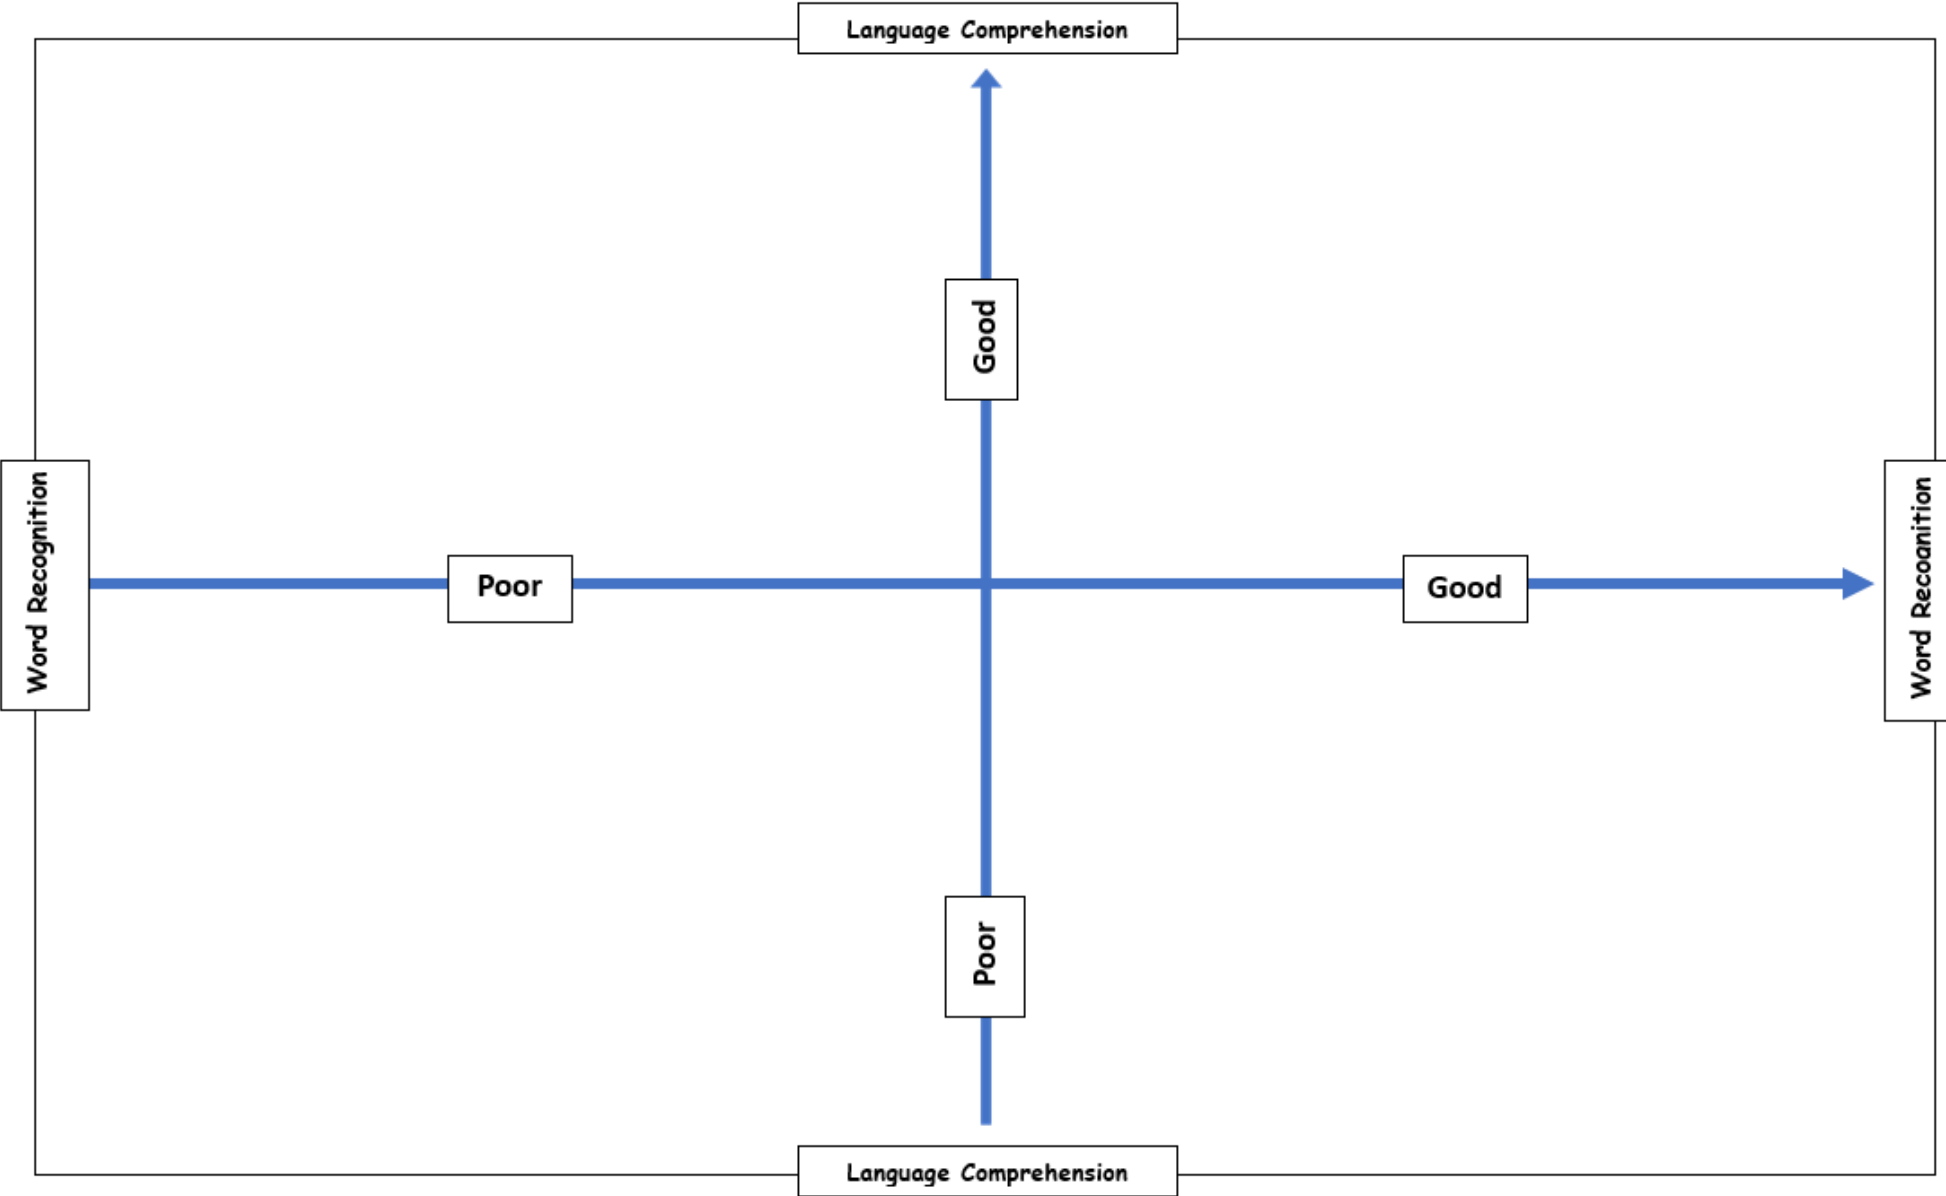 Language Comprehension
Good
Word Recognition
Poor
Good
Word Recognition
Poor
Language Comprehension